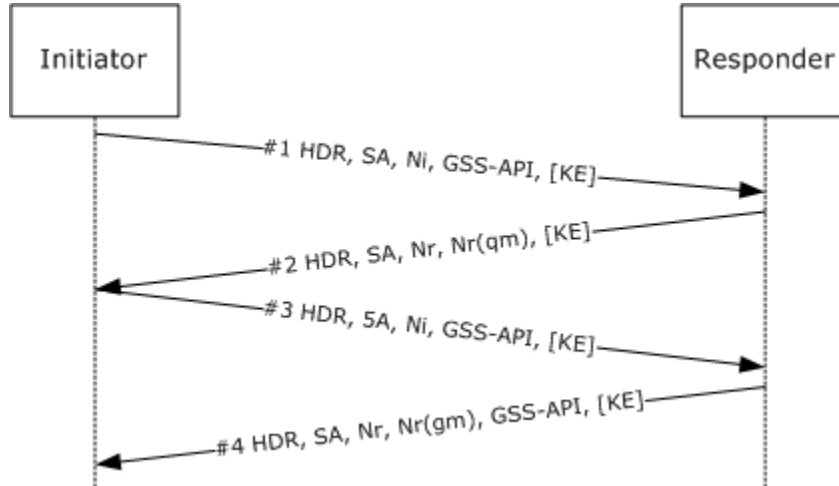 Initiator
Responder
#1 HDR, SA, Ni, GSS-API, [KE]
#2 HDR, SA, Nr, Nr(qm), [KE]
#3 HDR, 5A, Ni, GSS-API, [KE]
#4 HDR, SA, Nr, Nr(gm), GSS-API, [KE]